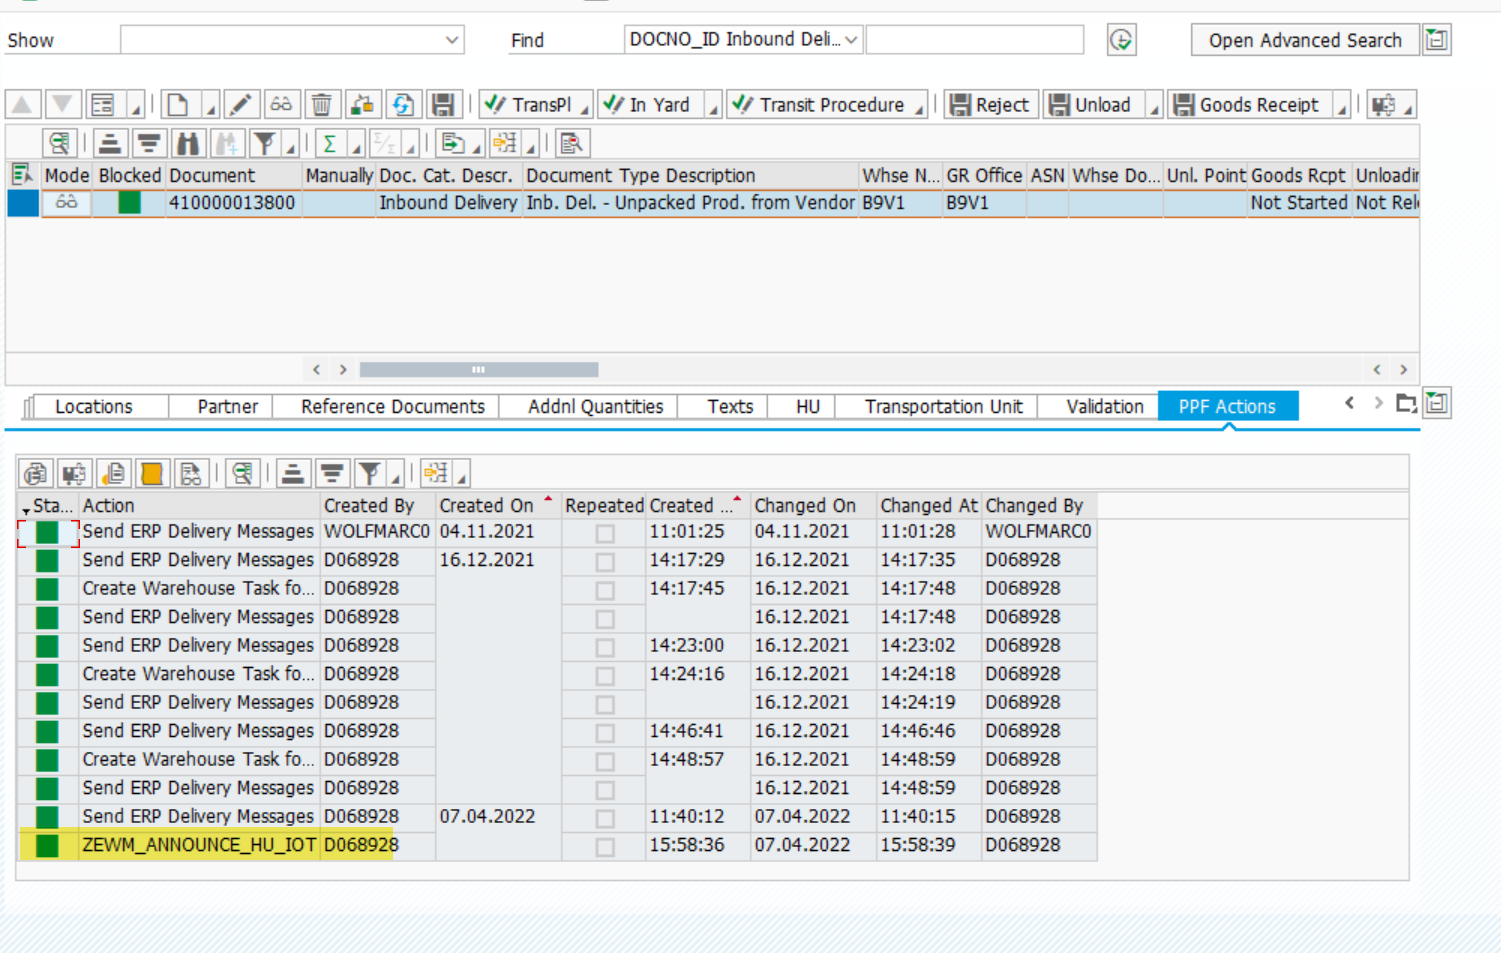 Show Find DOCNO_ID Inbound Deli...
Open Advanced Search
TransPl In Yard Transit Procedure Reject Unload Goods Receipt
Mode Blocked Document Manually Doc. Cat. Descr. Document Type Description Whse N... GR Office ASN Whse Do... Unl. Point Goods Rcpt Unloadin
410000013800 Inbound Delivery Inb. Del. - Unpacked Prod. from Vendor B9V1 B9V1 Not Started Not Rel
Locations Partner Reference Documents Addnl Quantities Texts HU Transportation Unit Validation PPF Actions
Sta... Action Created By Created On Repeated Created ... Changed On Changed At Changed By
Send ERP Delivery Messages WOLFMARC0 04.11.2021 11:01:25 04.11.2021 11:01:28 WOLFMARC0
Send ERP Delivery Messages D068928 16.12.2021 14:17:29 16.12.2021 14:17:35 D068928
Create Warehouse Task fo... D068928 14:17:45 16.12.2021 14:17:48 D068928
Send ERP Delivery Messages D068928 16.12.2021 14:17:48 D068928
Send ERP Delivery Messages D068928 14:23:00 16.12.2021 14:23:02 D068928
Create Warehouse Task fo... D068928 14:24:16 16.12.2021 14:24:18 D068928
Send ERP Delivery Messages D068928 16.12.2021 14:24:19 D068928
Send ERP Delivery Messages D068928 14:46:41 16.12.2021 14:46:46 D068928
Create Warehouse Task fo... D068928 14:48:57 16.12.2021 14:48:59 D068928
Send ERP Delivery Messages D068928 16.12.2021 14:48:59 D068928
Send ERP Delivery Messages D068928 07.04.2022 11:40:12 07.04.2022 11:40:15 D068928
ZEWM_ANNOUNCE_HU_IOT D068928 15:58:36 07.04.2022 15:58:39 D068928